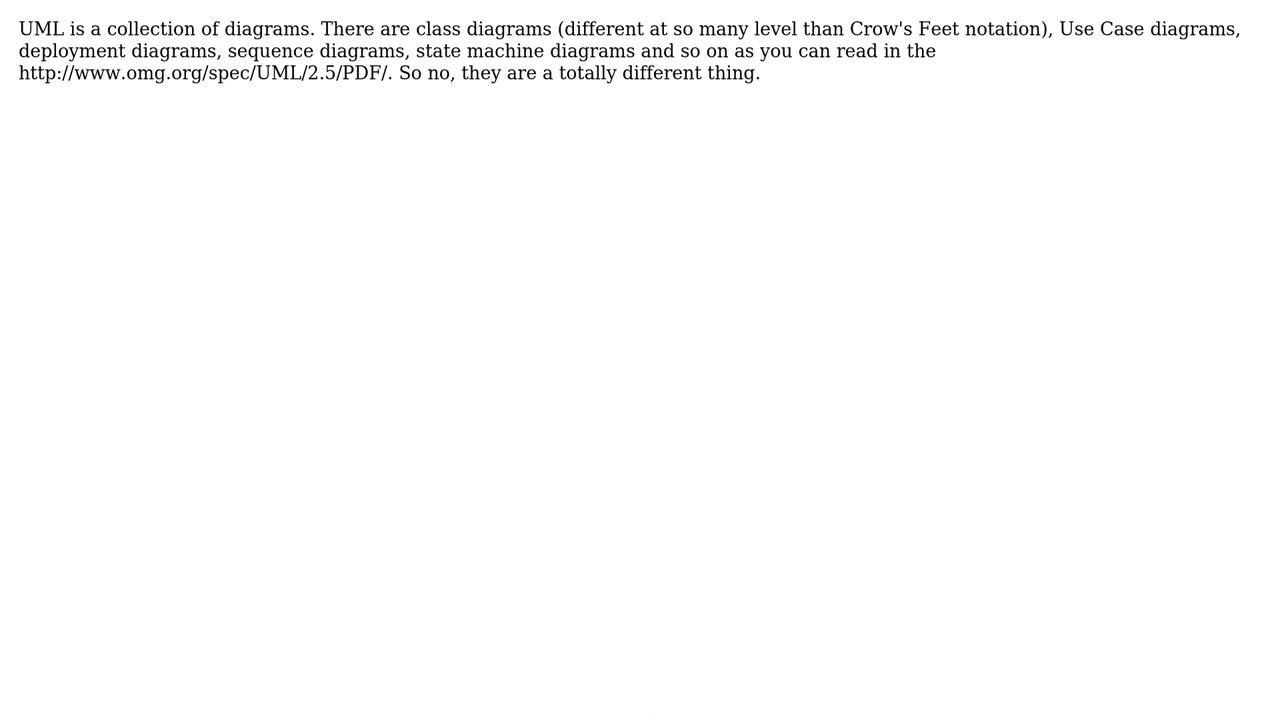 UML is a collection of diagrams. There are class diagrams (different at so many level than Crow's Feet notation), Use Case diagrams,
deployment diagrams, sequence diagrams, state machine diagrams and so on as you can read in the
http://www.omg.org/spec/UML/2.5/PDF/. So no, they are a totally different thing.